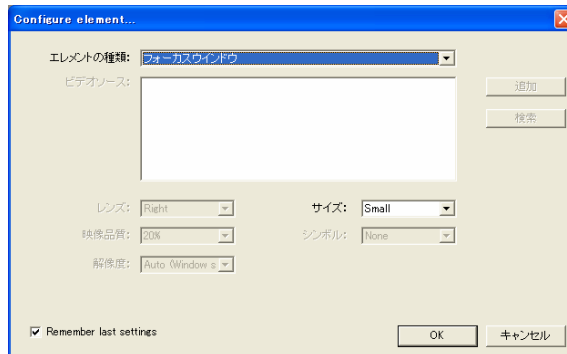 Configure element...
エレメントの種類: フォーカスウインドウ
ビデオソース:
追加
検索
レンズ: Right サイズ: Small
映像品質: 20% シンボル: None
解像度: Auto (Window s
Remember last settings OK キャンセル